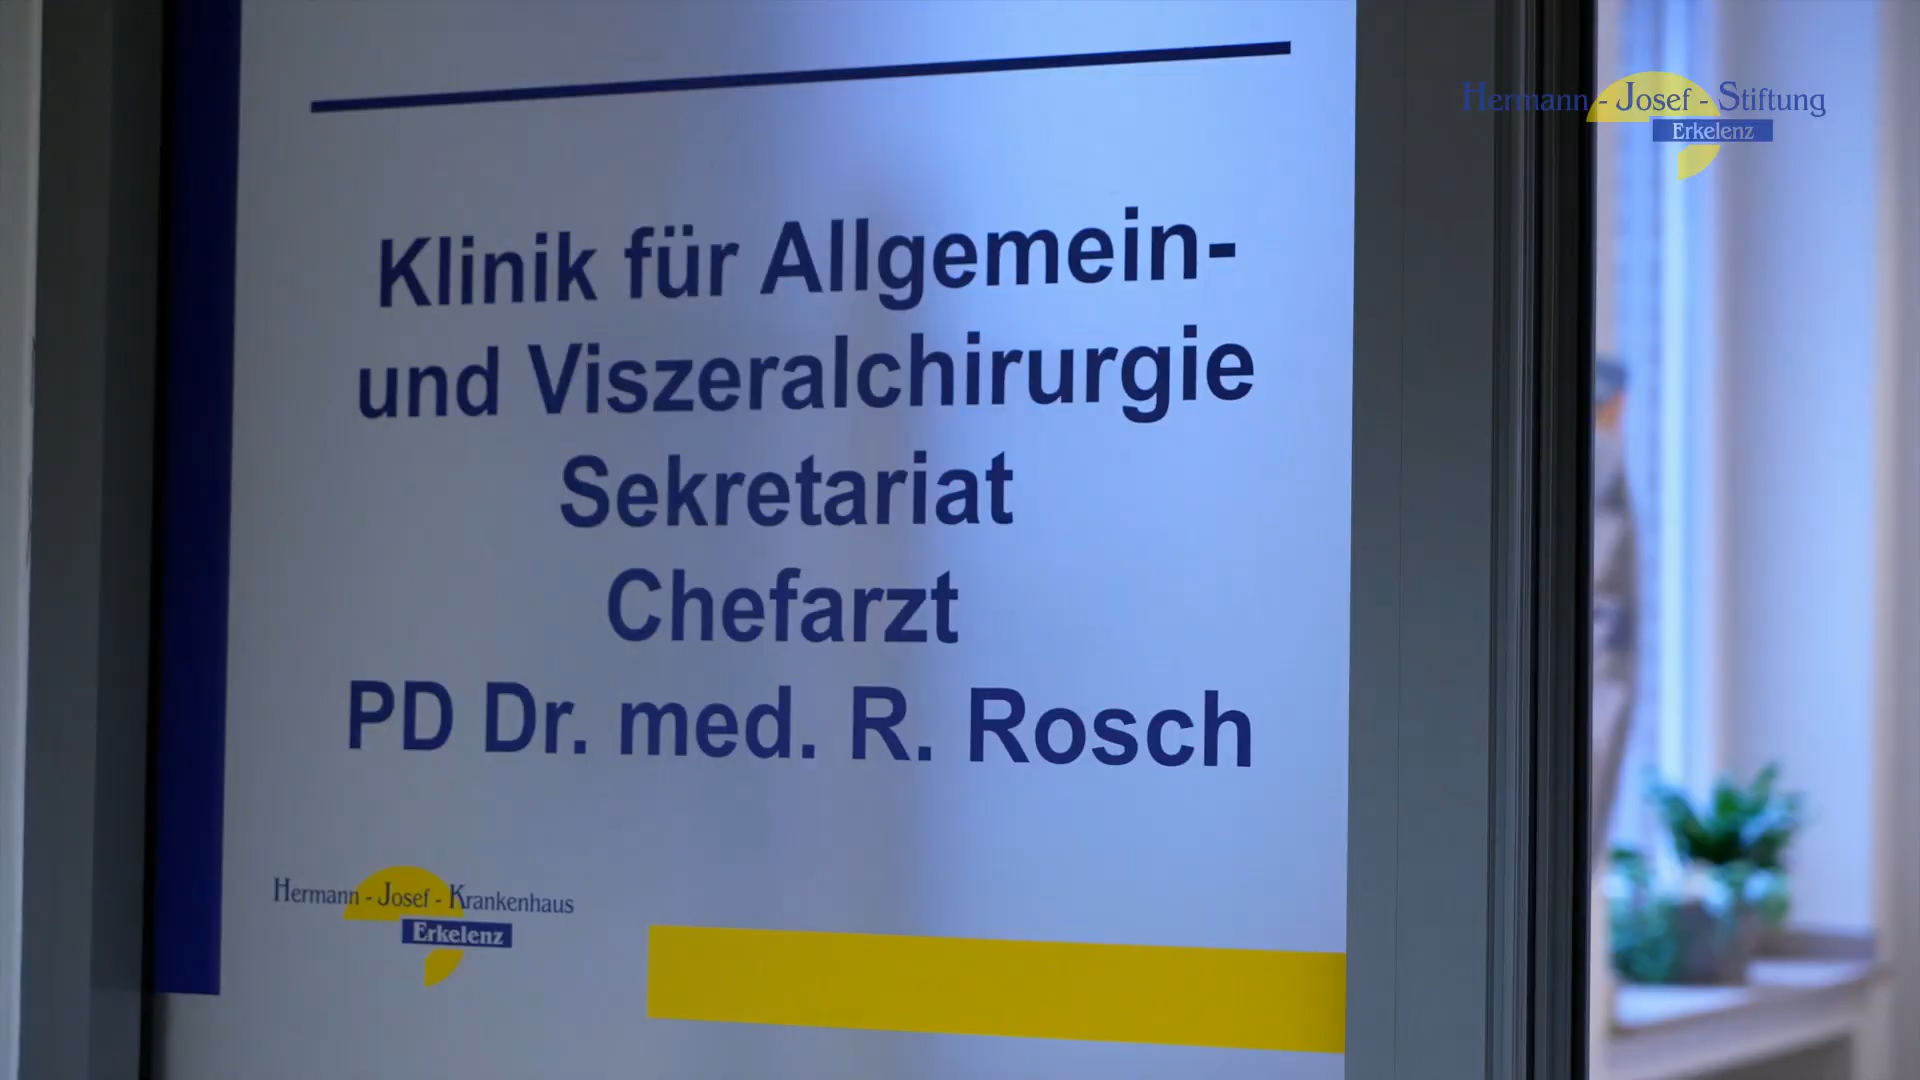 Hermann - Josef - Stiftung
Erkelenz
Klinik für Allgemein-
und Viszeralchirurgie
Sekretariat
Chefarzt
PD Dr. med. R. Rosch
Hermann - Josef - Krankenhaus
Erkelenz